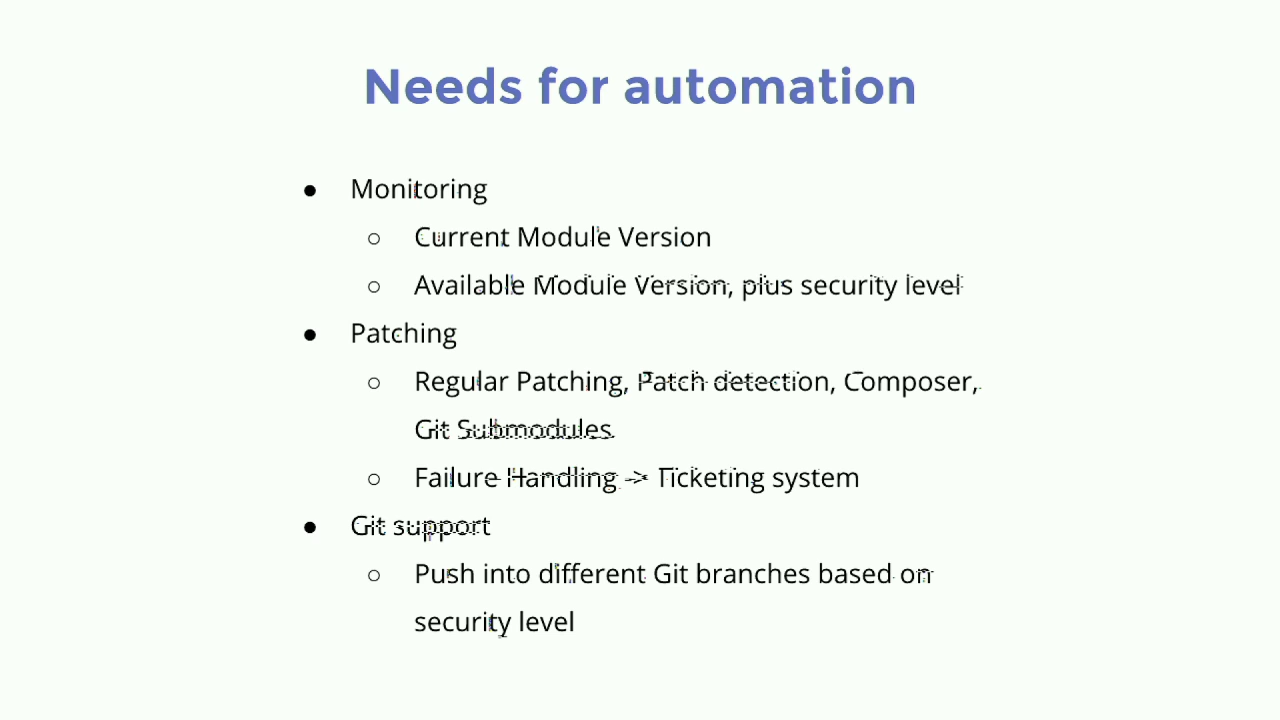 Needs for automation
● Monitoring
○ Current Module Version
○ Available Module Version, plus security level
● Patching
○ Regular Patching, Patch detection, Composer,
Git Submodules
○ Failure Handling -> Ticketing system
● Git support
○ Push into different Git branches based on
security level